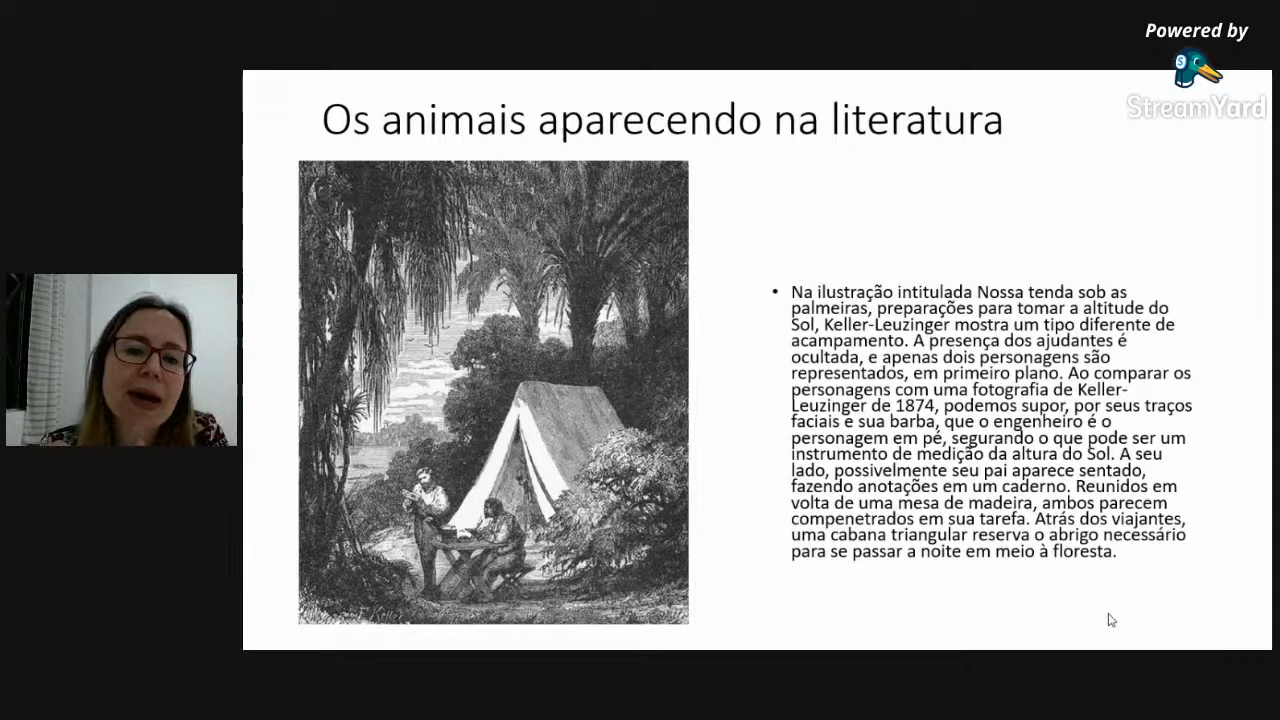 Powered by
StreamYard
Os animais aparecendo na literatura
• Na ilustração intitulada Nossa tenda sob as
palmeiras, preparações para tomar a altitude do
Sol, Keller-Leuzinger mostra um tipo diferente de
acampamento. A presença dos ajudantes é
ocultada, e apenas dois personagens são
representados, em primeiro plano. Ao comparar os
personagens com uma fotografia de Keller-
Leuzinger de 1874, podemos supor, por seus traços
faciais e sua barba, que o engenheiro é o
personagem em pé, segurando o que pode ser um
instrumento de medição da altura do Sol. A seu
lado, possivelmente seu pai aparece sentado,
fazendo anotações em um caderno. Reunidos em
volta de uma mesa de madeira, ambos parecem
compenetrados em sua tarefa. Atrás dos viajantes,
uma cabana triangular reserva o abrigo necessário
para se passar a noite em meio à floresta.